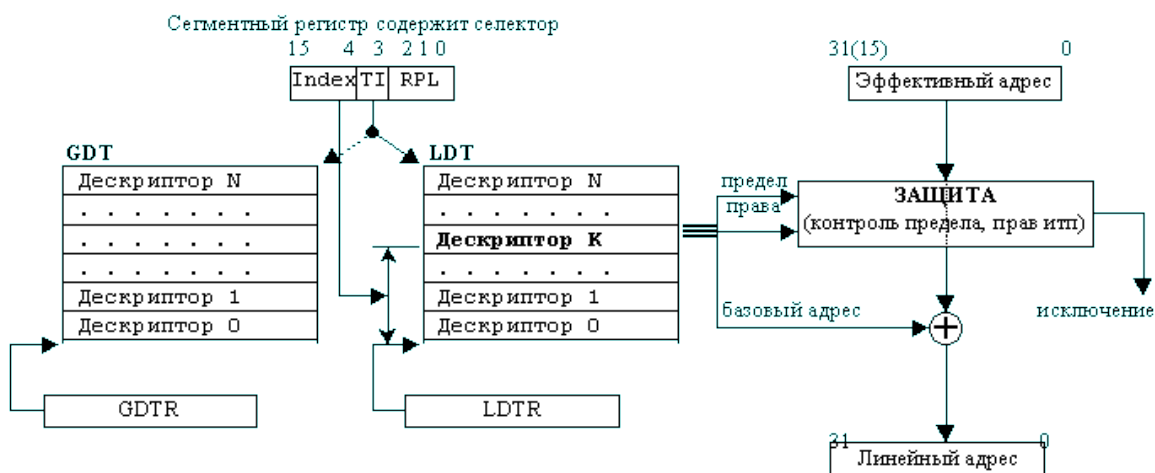 Сегментный регистр содержит селектор
15 4 3 2 1 0
Index TI RPL
31(15) 0
Эффективный адрес
GDT
Дескриптор N
. . . . . . .
. . . . . . .
. . . . . . .
Дескриптор 1
Дескриптор 0
GDTR
LDT
Дескриптор N
. . . . . . .
Дескриптор K
. . . . . . .
Дескриптор 1
Дескриптор 0
LDTR
предел
права
базовый адрес
ЗАЩИТА
(контроль предела, прав итп)
исключение
31 0
Линейный адрес